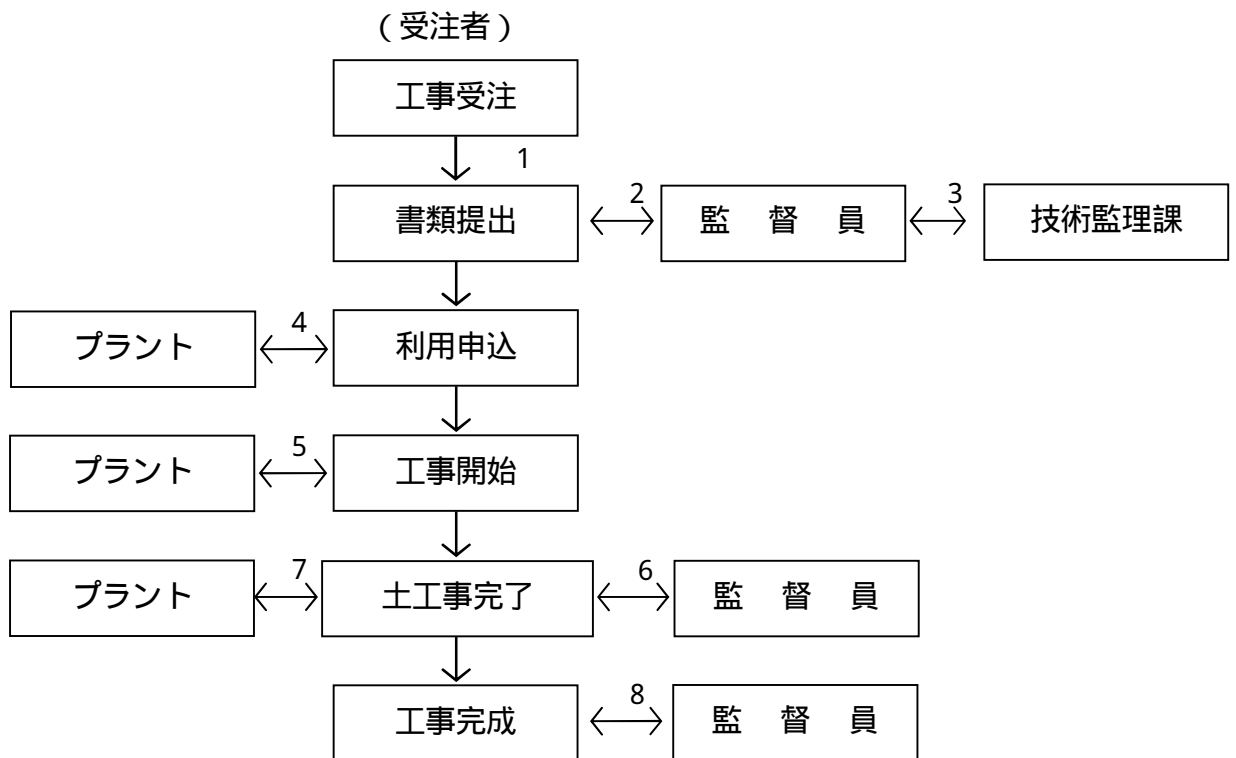 （受注者）
工事受注
1
書類提出
2
監　督　員
3
技術監理課
プラント
4
利用申込
プラント
5
工事開始
プラント
7
土工事完了
6
監　督　員
工事完成
8
監　督　員